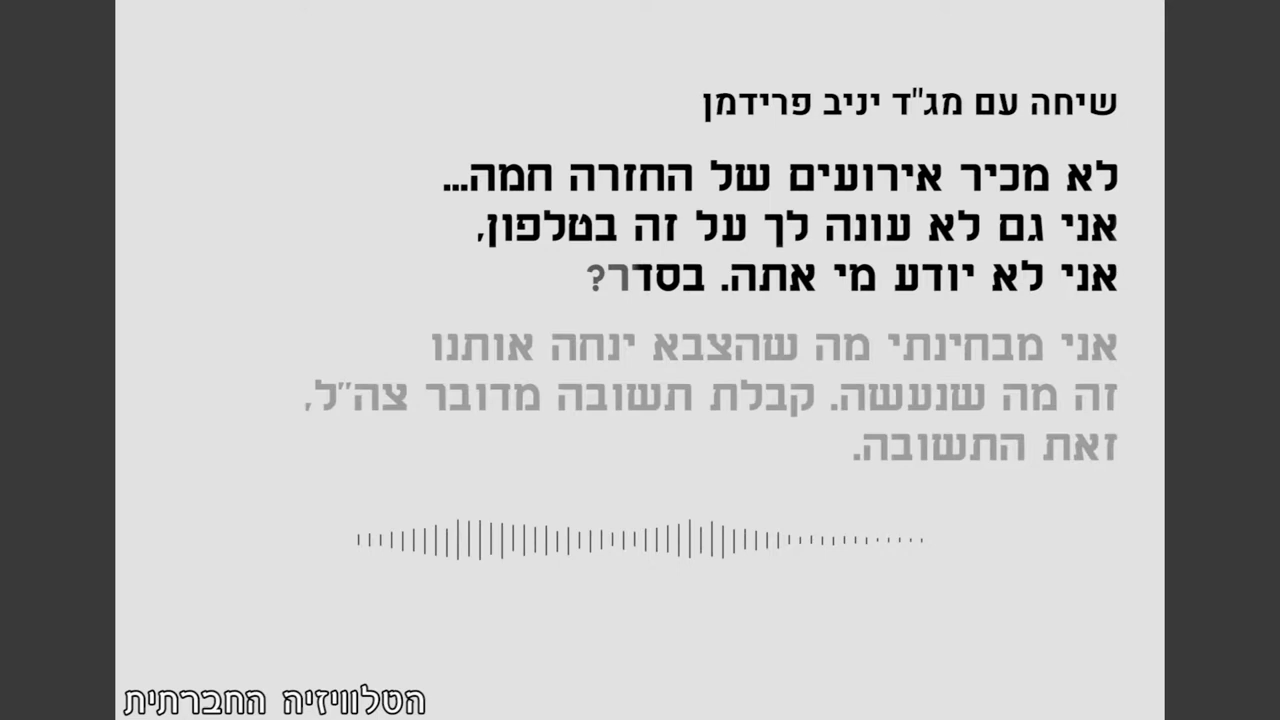 שיחה עם מג"ד יניב פרידמן
לא מכיר אירועים של החזרה חמה...
אני גם לא עונה לך על זה בטלפון,
אני לא יודע מי אתה. בסדר?
אני מבחינתי מה שהצבא ינחה אותנו
זה מה שנעשה. קבלת תשובה מדובר צה"ל,
זאת התשובה.
הטלוויזיה החברתית